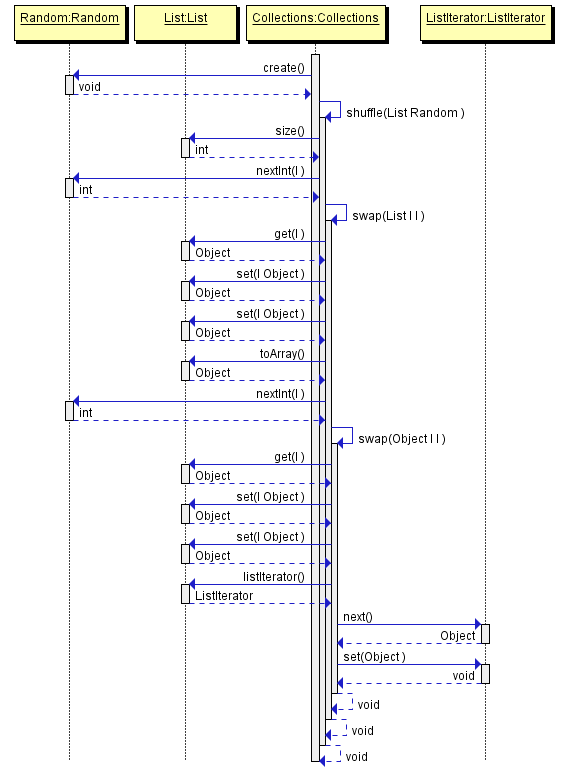 Random:Random
List:List
Collections:Collections
ListIterator:ListIterator
create()
void
shuffle(List Random )
size()
int
nextInt(I )
int
swap(List I I )
get(I )
Object
set(I Object )
Object
set(I Object )
Object
toArray()
Object
nextInt(I )
int
swap(Object I I )
get(I )
Object
set(I Object )
Object
set(I Object )
Object
listIterator()
ListIterator
next()
Object
set(Object )
void
void
void
void